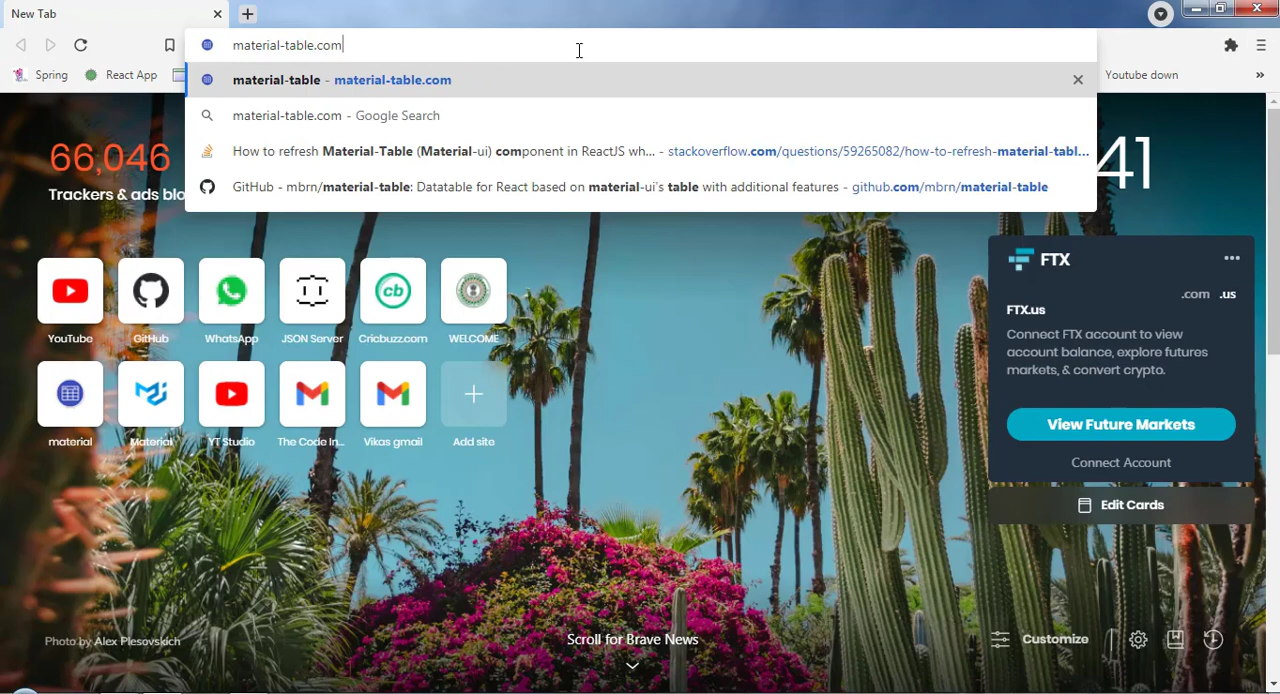 New Tab
material-table.com
Spring
React App
Youtube down
»
material-table - material-table.com
material-table.com - Google Search
How to refresh Material-Table (Material-ui) component in ReactJS wh... - stackoverflow.com/questions/59265082/how-to-refresh-material-tabl...
GitHub - mbrn/material-table: Datatable for React based on material-ui's table with additional features - github.com/mbrn/material-table
66,046
Trackers & ads blo
41
FTX
.com .us
FTX.us
Connect FTX account to view
account balance, explore futures
markets, & convert crypto.
View Future Markets
Connect Account
Edit Cards
cb
YouTube
GitHub
WhatsApp
JSON Server
Cricbuzz.com
WELCOME
material
Material
YT Studio
The Code In...
Vikas gmail
Add site
Photo by Alex Plesovskich
Scroll for Brave News
Customize